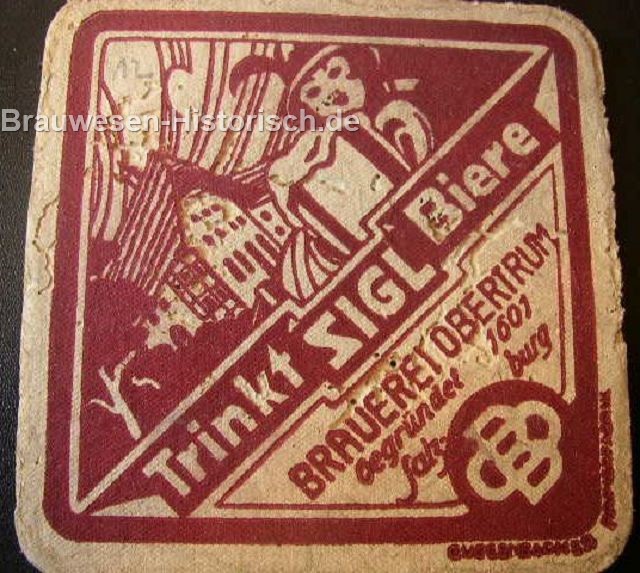 Brauwesen-Historisch.de
Trinkt SIGL Biere
BRAUEREI OBERTRUM
Gegründet 1601
salzburg